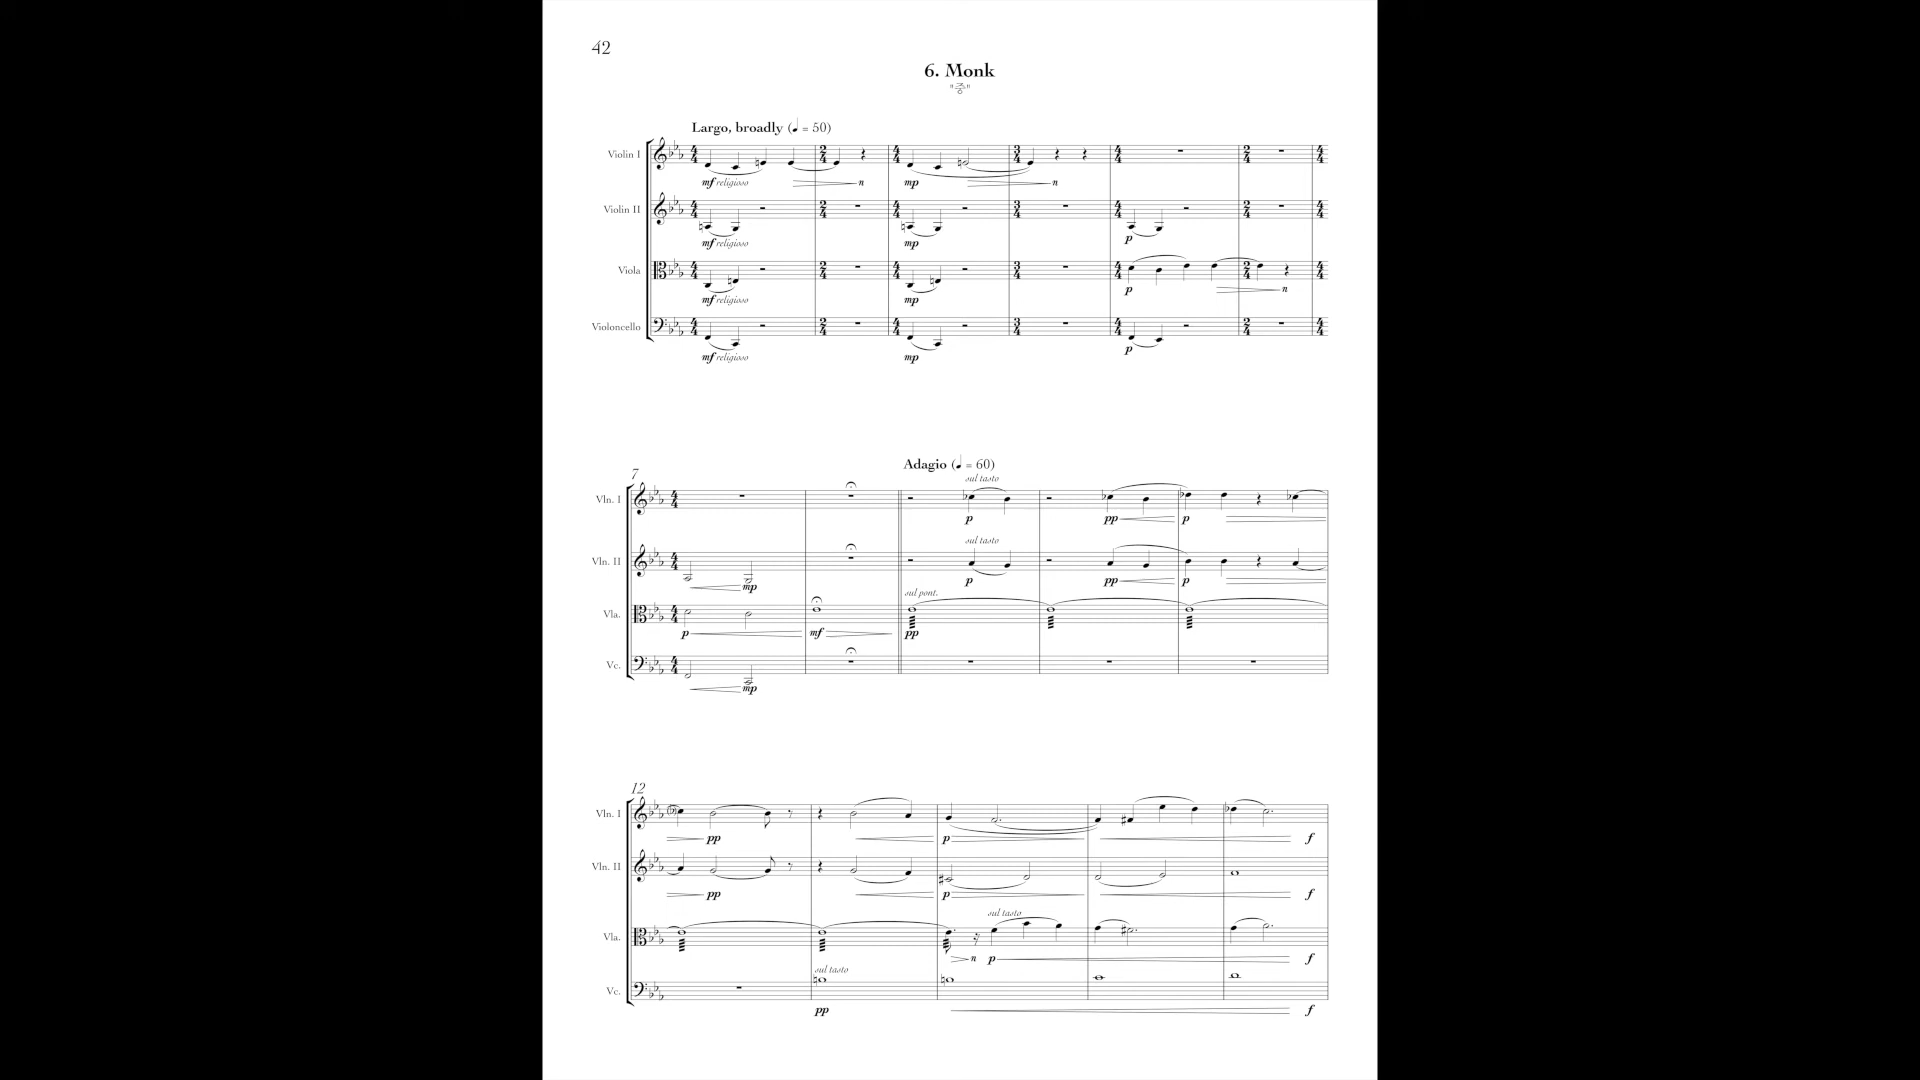 42
6. Monk
"중"
Largo, broadly (♩ = 50)
Violin I
mf religioso
n
mp
n
Violin II
mf religioso
mp
p
Viola
mf religioso
mp
p
n
Violoncello
mf religioso
mp
p
7
Adagio (♩ = 60)
Vln. I
sul tasto
p
pp
p
Vln. II
sul tasto
mp
p
pp
p
Vla.
sul pont.
p
mf
pp
Vc.
mp
12
Vln. I
pp
p
f
Vln. II
pp
p
f
Vla.
sul tasto
n
p
f
Vc.
sul tasto
pp
f